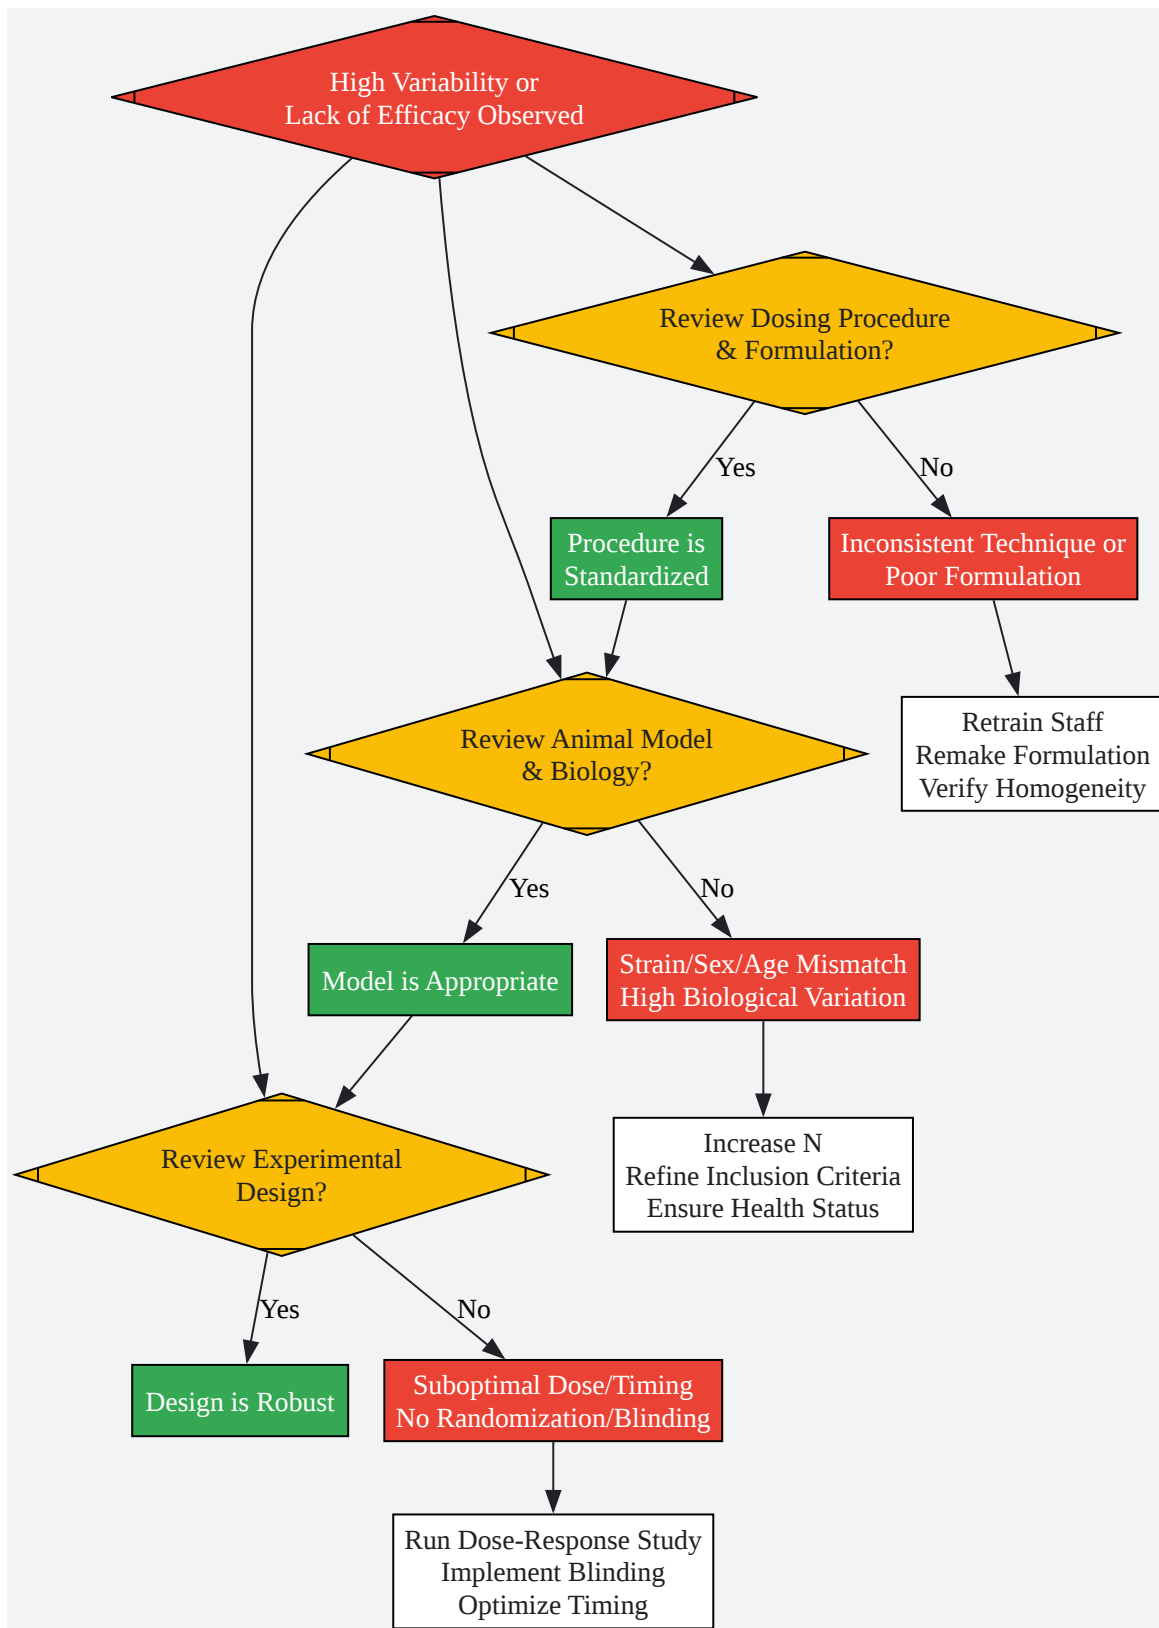 High Variability or
Lack of Efficacy Observed
Review Dosing Procedure
& Formulation?
Yes
No
Procedure is
Standardized
Inconsistent Technique or
Poor Formulation
Retrain Staff
Remake Formulation
Verify Homogeneity
Review Animal Model
& Biology?
Yes
No
Model is Appropriate
Strain/Sex/Age Mismatch
High Biological Variation
Increase N
Refine Inclusion Criteria
Ensure Health Status
Review Experimental
Design?
Yes
No
Design is Robust
Suboptimal Dose/Timing
No Randomization/Blinding
Run Dose-Response Study
Implement Blinding
Optimize Timing